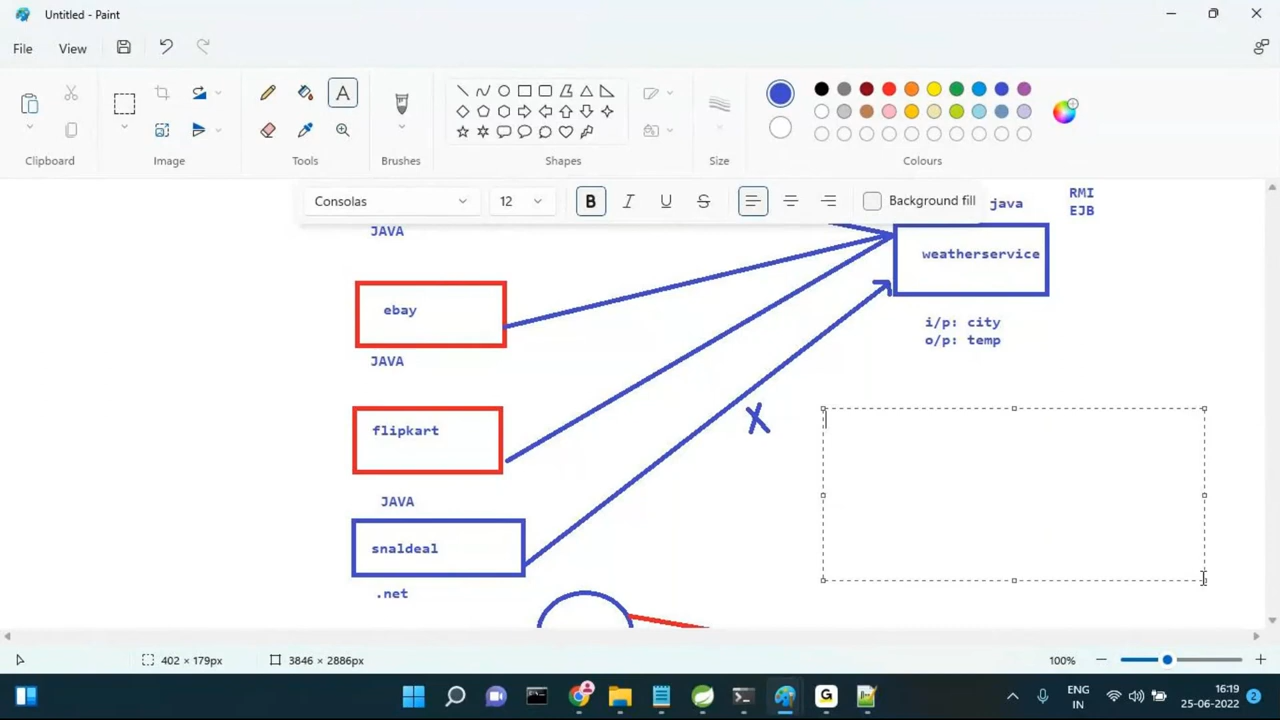 Untitled - Paint
File
View
Clipboard
Image
Tools
Brushes
Shapes
Size
Colours
Consolas
12
B
I
U
S
Background fill
JAVA
java
RMI
EJB
weatherservice
ebay
i/p: city
o/p: temp
JAVA
X
flipkart
JAVA
snaldeal
.net
402 × 179px
3846 × 2886px
100%
ENG
IN
16:19
25-06-2022
2